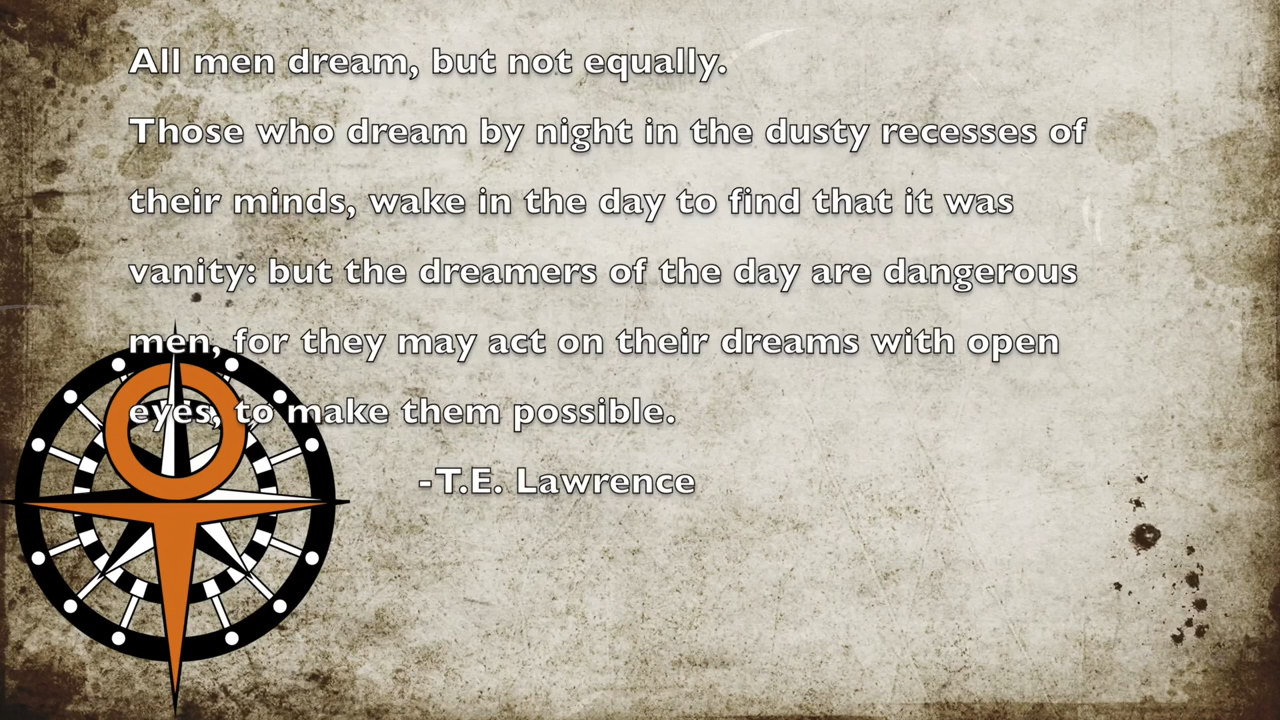 All men dream, but not equally.
Those who dream by night in the dusty recesses of
their minds, wake in the day to find that it was
vanity: but the dreamers of the day are dangerous
men, for they may act on their dreams with open
eyes, to make them possible.
-T.E. Lawrence